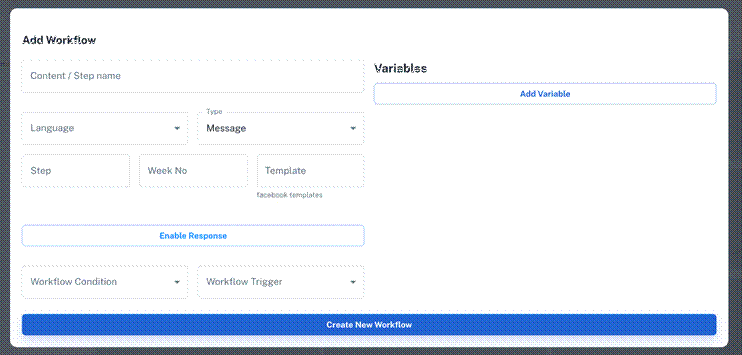 Add Workflow
Content / Step name
Variables
Add Variable
Language
Type
Message
Step
Week No
Template
facebook templates
Enable Response
Workflow Condition
Workflow Trigger
Create New Workflow